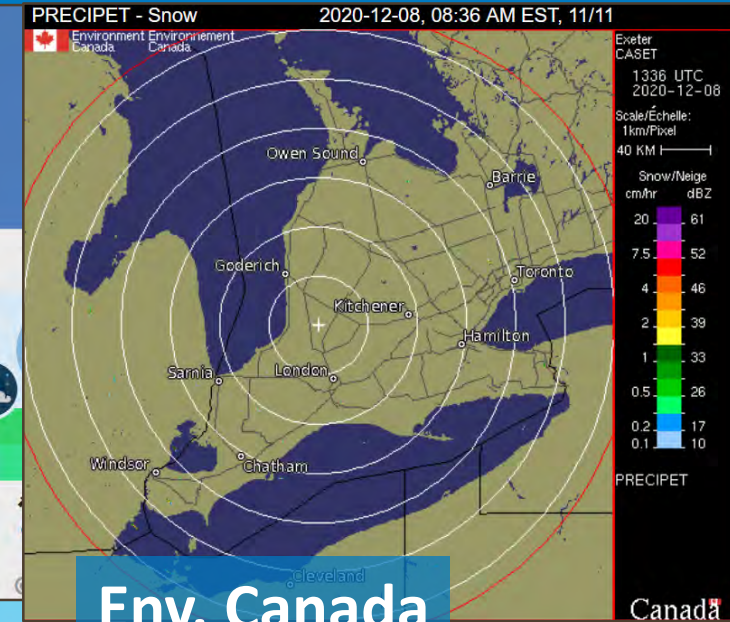 PRECIPET - Snow 2020-12-08, 08:36 AM EST, 11/11
Environment Environnement
Canada Canada
Exeter
CASET
1336 UTC
2020-12-08
Scale/Échelle:
1km/Pixel
40 KM
Snow/Neige
cm/hr dBZ
20 61
7.5 52
4 46
2 39
1 33
0.5 26
0.2 17
0.1 10
PRECIPET
Owen Sound
Barrie
Goderich
Toronto
Kitchener
Hamilton
Sarnia
London
Windsor
Chatham
Cleveland
Env. Canada
Canada